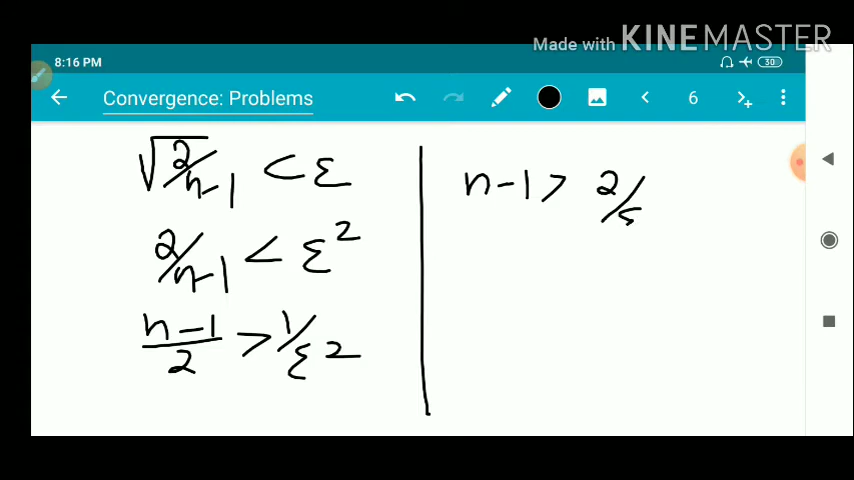 Made with KINEMASTER
8:16 PM
30
Convergence: Problems
6
√2/n-1 < ε
2/n-1 < ε²
n-1/2 > 1/ε²
n-1 > 2/